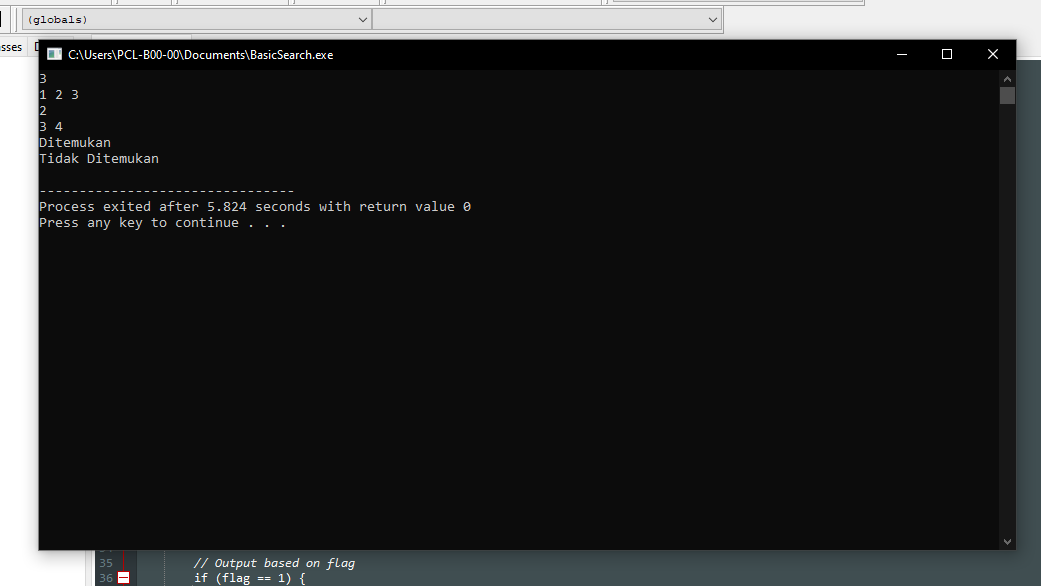 (globals)
sses
C:\Users\PCL-B00-00\Documents\BasicSearch.exe
3
1 2 3
2
3 4
Ditemukan
Tidak Ditemukan
--------------------------------
Process exited after 5.824 seconds with return value 0
Press any key to continue . . .
35 // Output based on flag
36 if (flag == 1) {